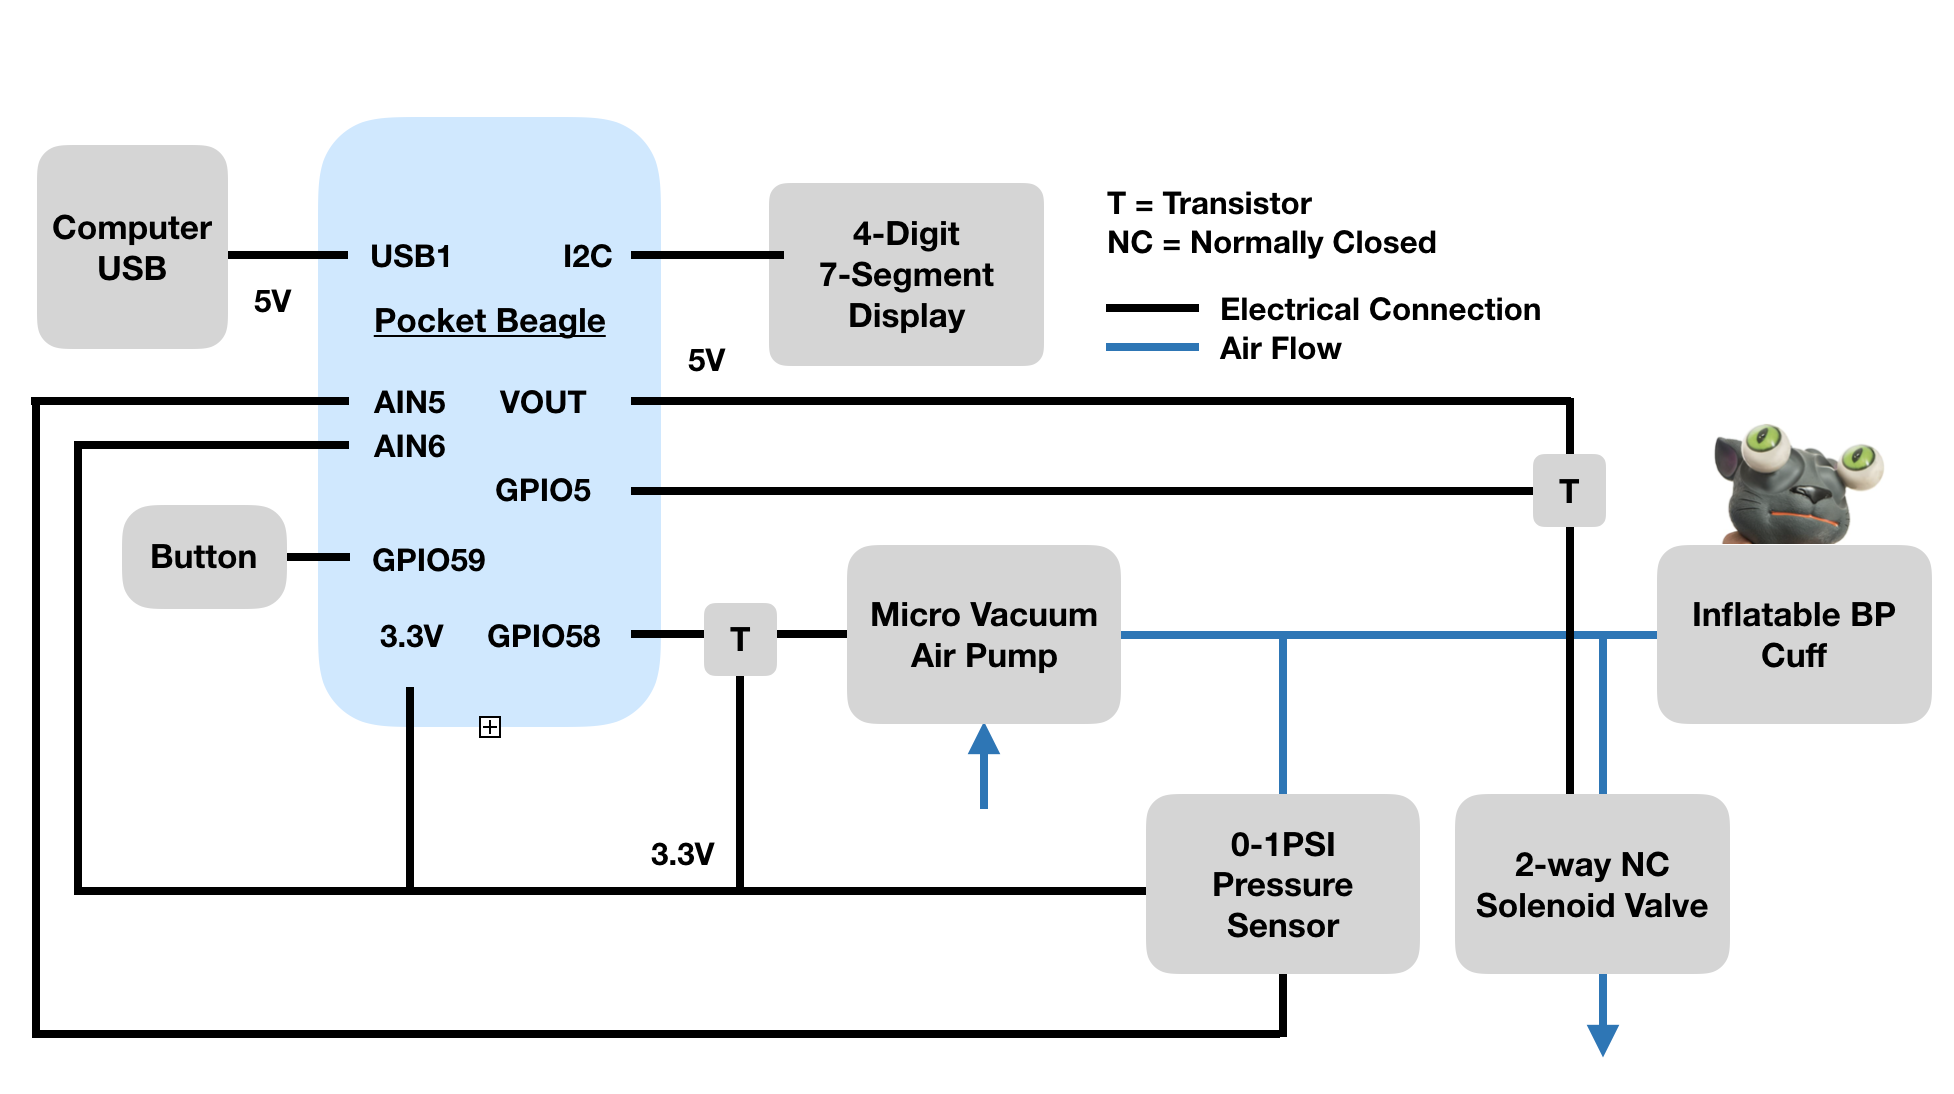 Computer
USB
5V
USB1
I2C
Pocket Beagle
4-Digit
7-Segment
Display
T = Transistor
NC = Normally Closed
Electrical Connection
Air Flow
5V
AIN5
VOUT
AIN6
GPIO5
T
Button
GPIO59
3.3V
GPIO58
T
Micro Vacuum
Air Pump
Inflatable BP
Cuff
3.3V
0-1PSI
Pressure
Sensor
2-way NC
Solenoid Valve